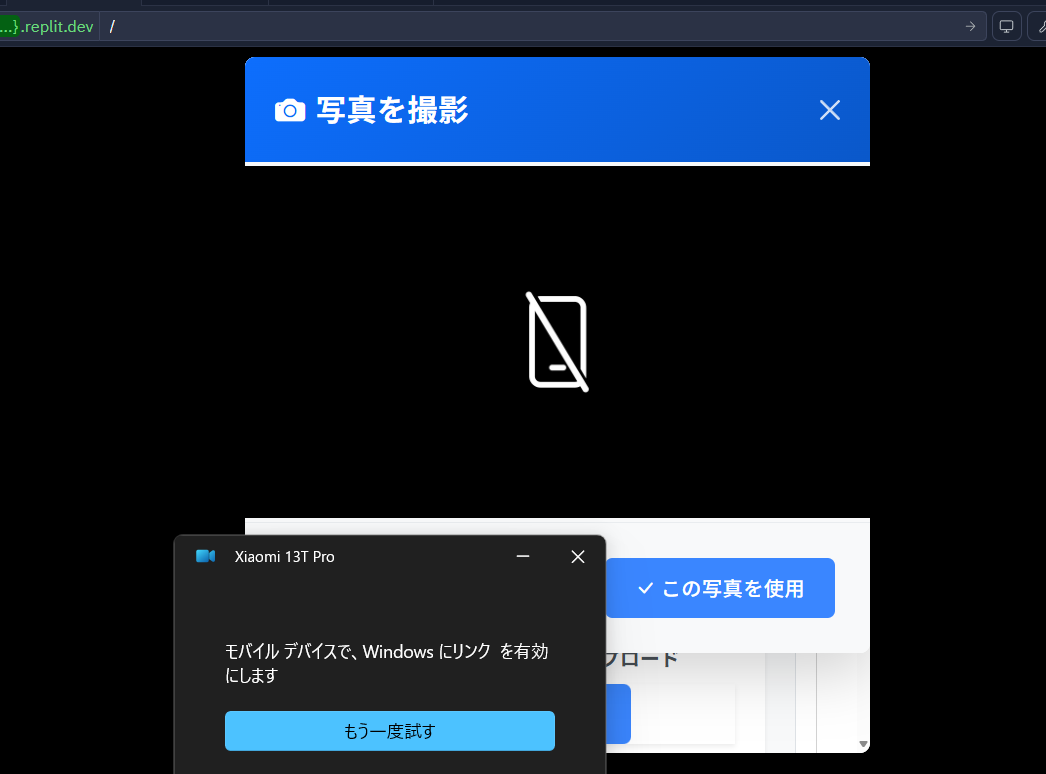 ...}.replit.dev /
写真を撮影
Xiaomi 13T Pro
この写真を使用
モバイル デバイスで、Windows にリンク を有効
にします
プロード
もう一度試す